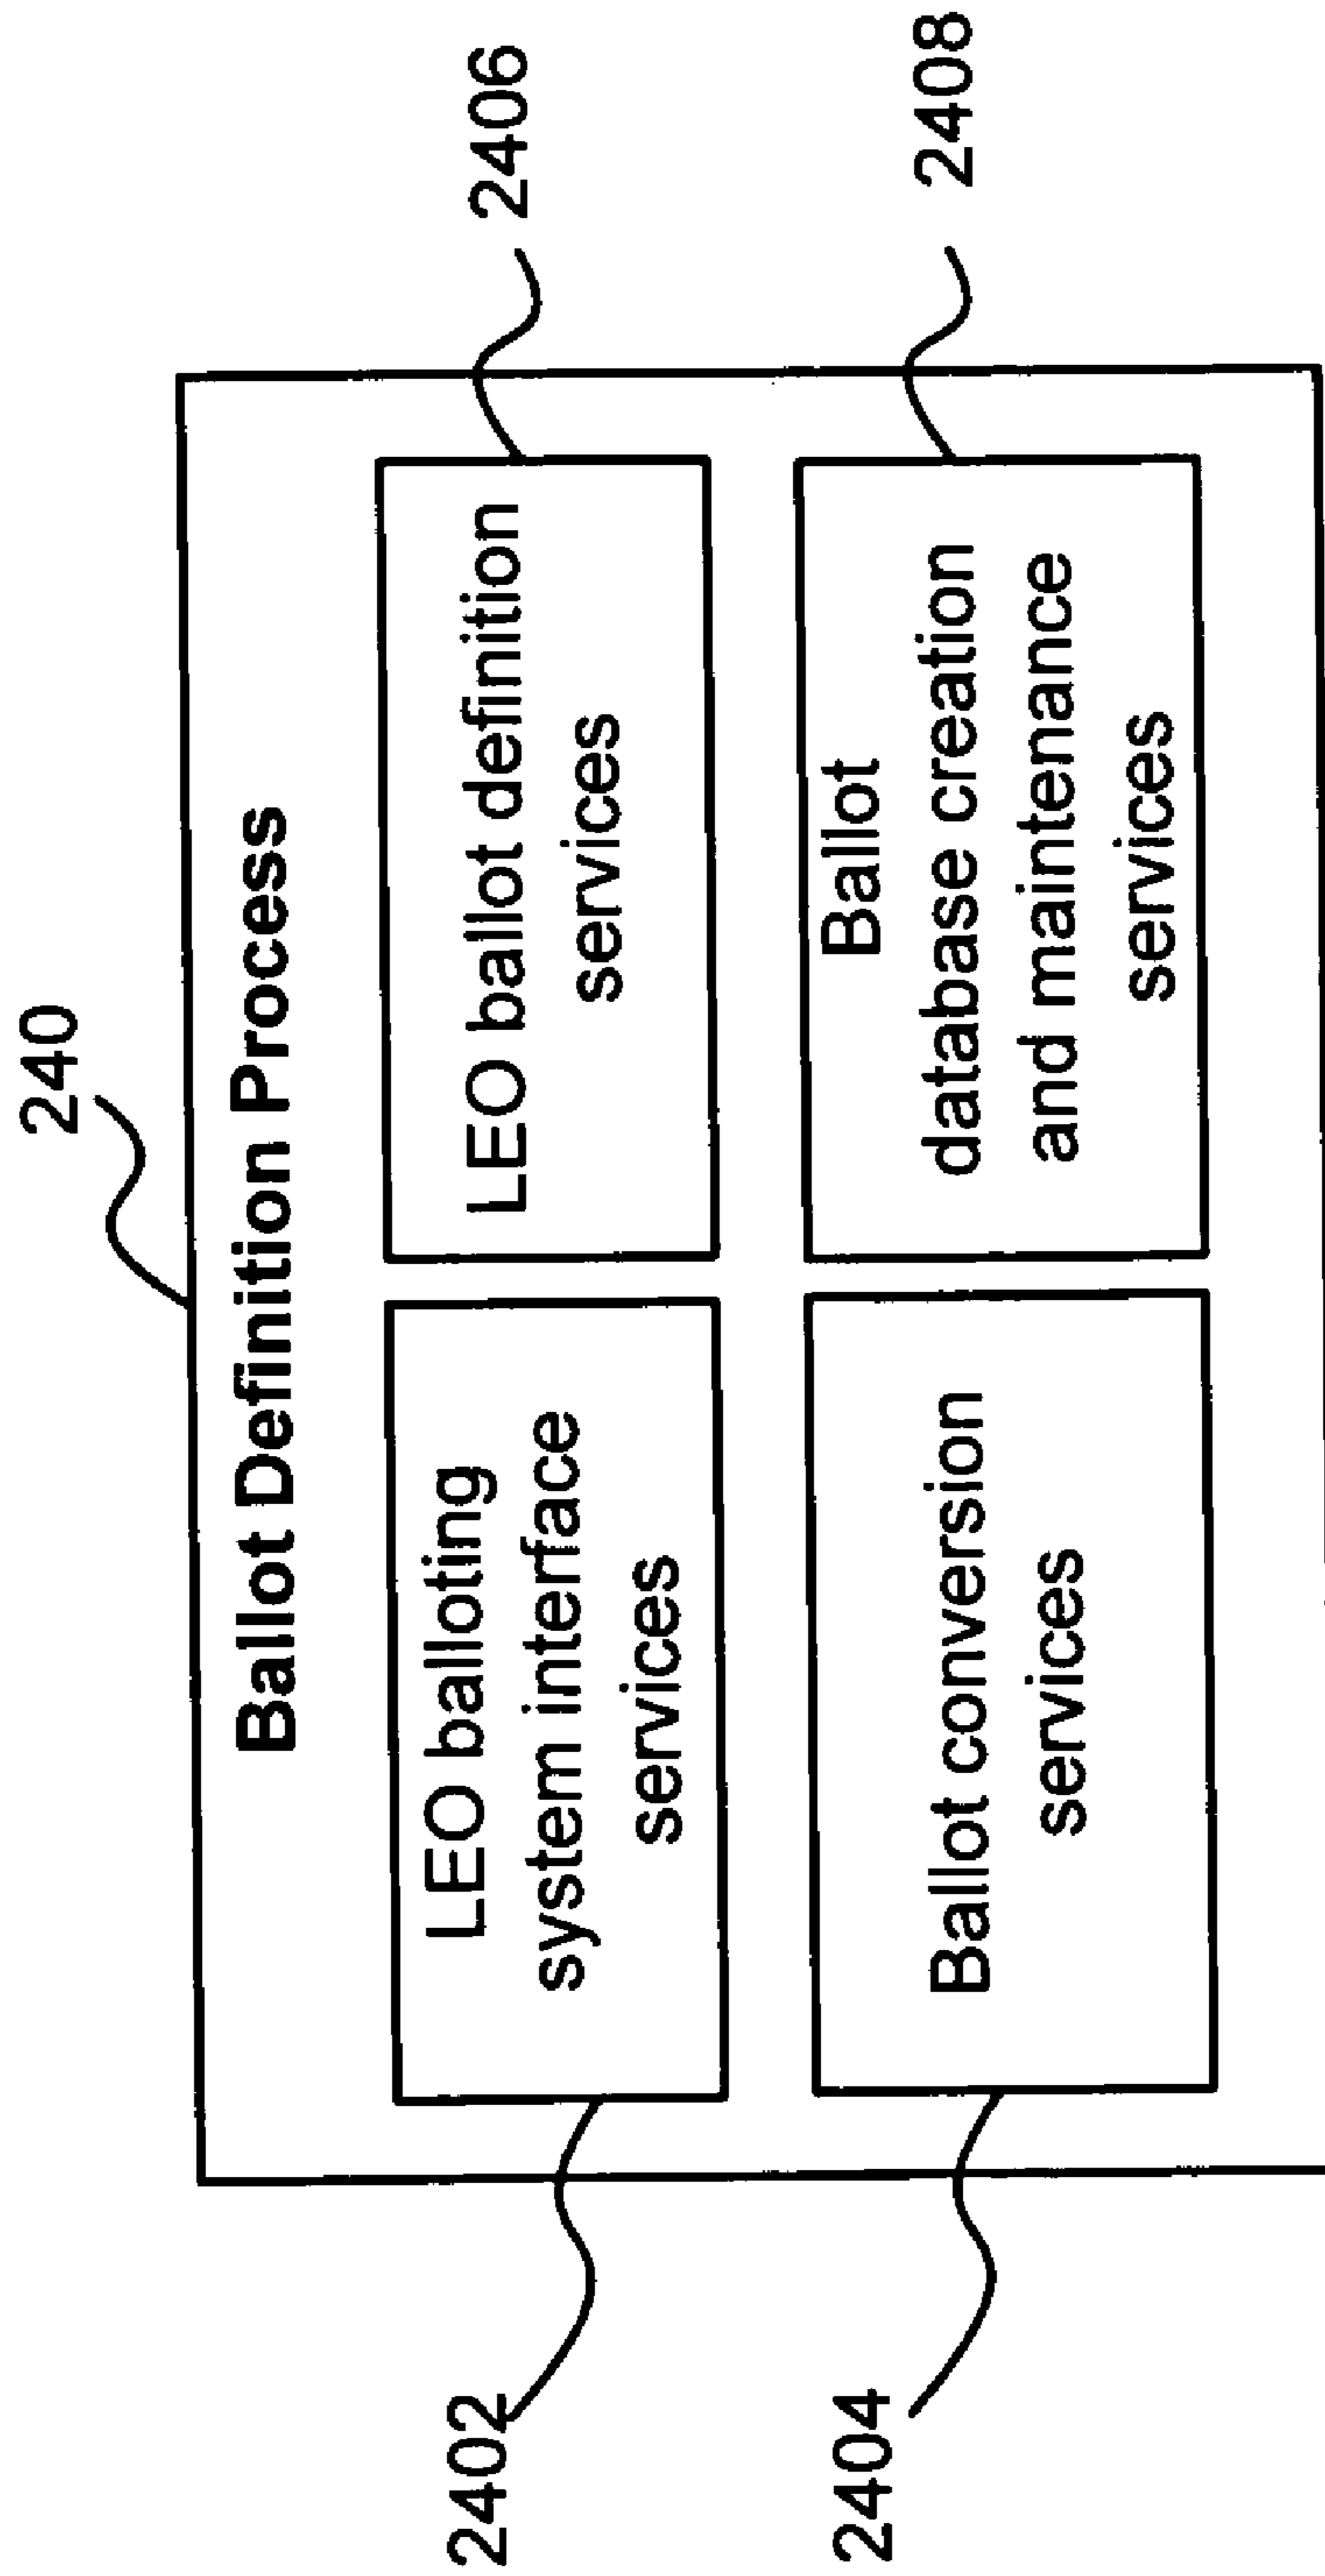 240
Ballot Definition Process
2402
LEO balloting
system interface
services
LEO ballot definition
services
2406
2404
Ballot conversion
services
Ballot
database creation
and maintenance
services
2408